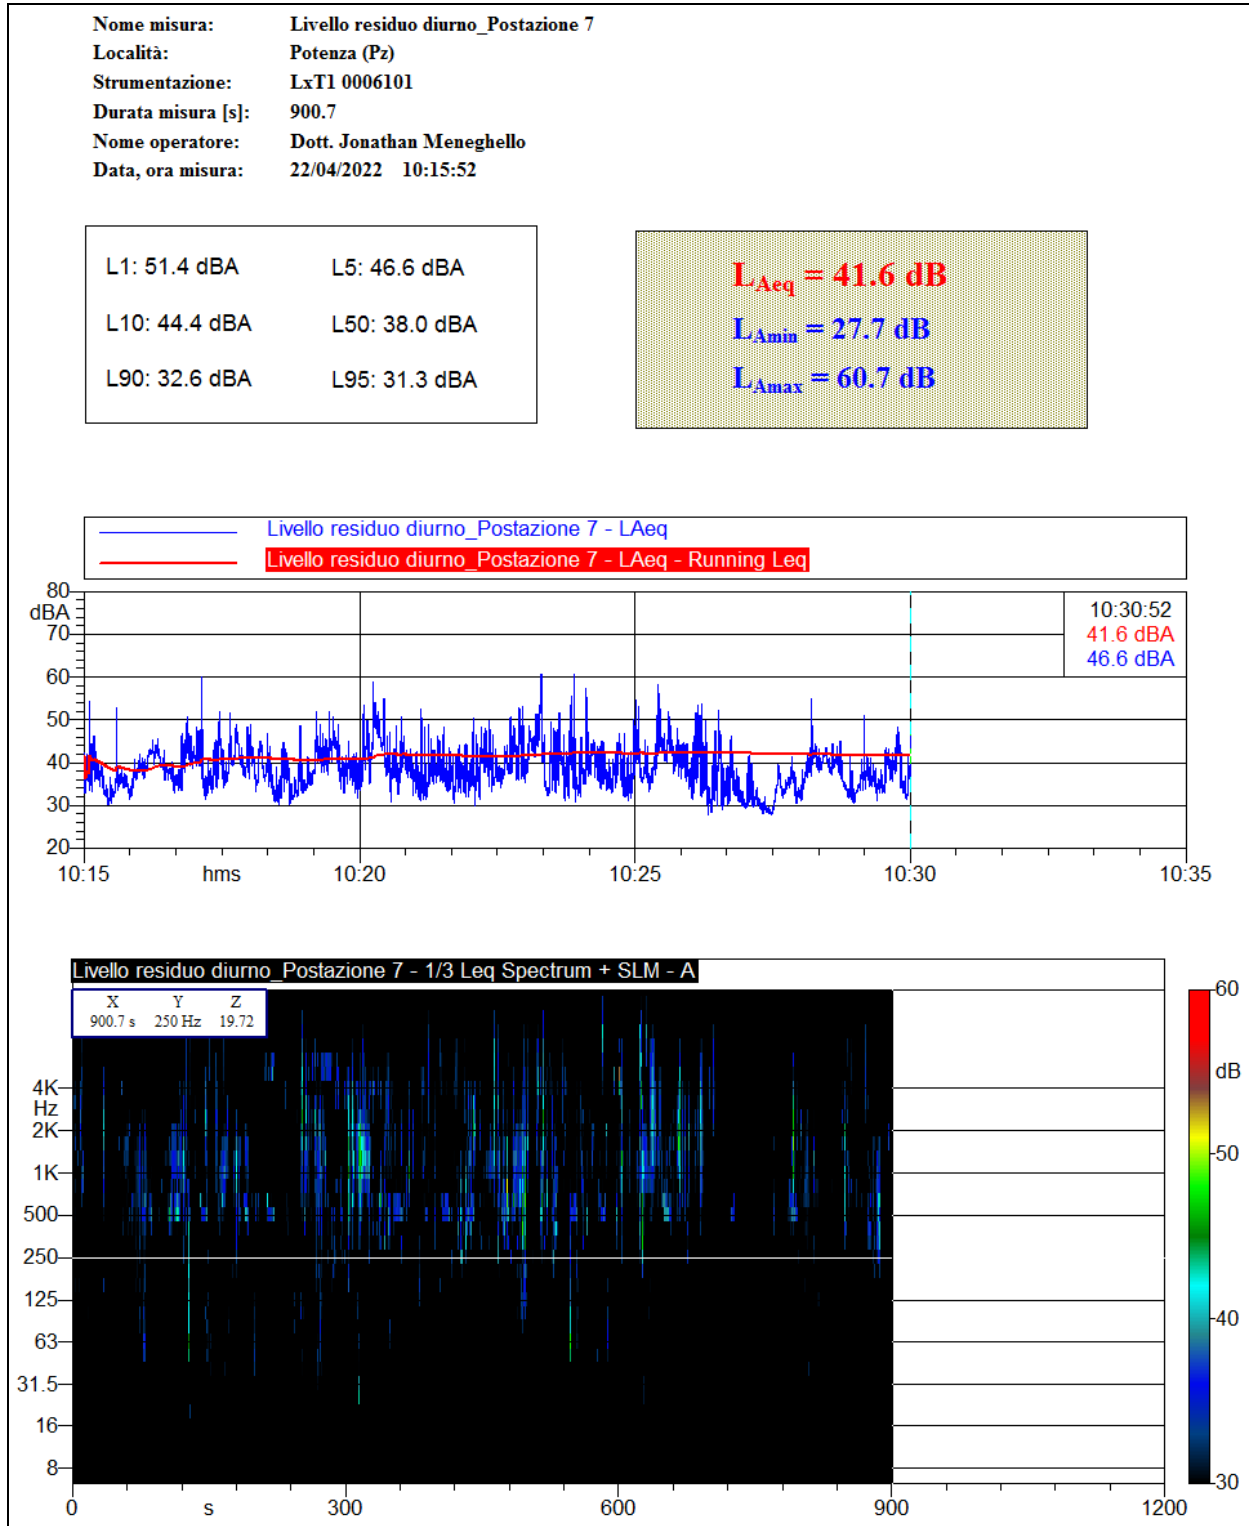 Nome misura: Livello residuo diurno_Postazione 7
Località: Potenza (Pz)
Strumentazione: LxT1 0006101
Durata misura [s]: 900.7
Nome operatore: Dott. Jonathan Meneghello
Data, ora misura: 22/04/2022 10:15:52
L1: 51.4 dBA L5: 46.6 dBA
L10: 44.4 dBA L50: 38.0 dBA
L90: 32.6 dBA L95: 31.3 dBA
LAeq = 41.6 dB
LAmin = 27.7 dB
LAmax = 60.7 dB
Livello residuo diurno_Postazione 7 - LAeq
Livello residuo diurno_Postazione 7 - LAeq - Running Leq
80
dBA
70
60
50
40
30
20
10:30:52
41.6 dBA
46.6 dBA
10:15 hms 10:20 10:25 10:30 10:35
Livello residuo diurno_Postazione 7 - 1/3 Leq Spectrum + SLM - A
X Y Z
900.7 s 250 Hz 19.72
4K
Hz
2K
1K
500
250
125
63
31.5
16
8
0 s 300 600 900 1200
60
dB
50
40
30